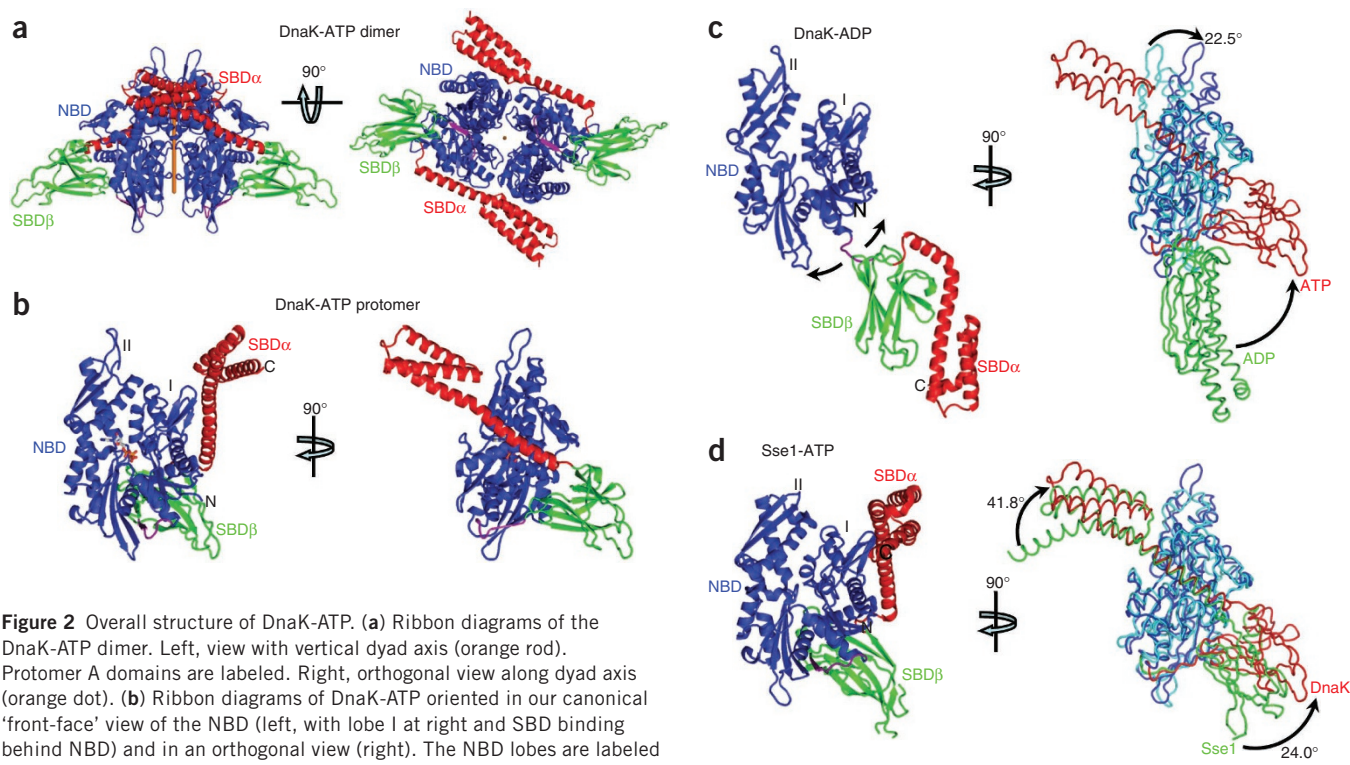 a
DnaK-ATP dimer
90°
NBD
SBDα
SBDβ
NBD
SBDβ
SBDα
b
DnaK-ATP protomer
II
I
SBDα
C
NBD
N
SBDβ
90°
Figure 2 Overall structure of DnaK-ATP. (a) Ribbon diagrams of the
DnaK-ATP dimer. Left, view with vertical dyad axis (orange rod).
Protomer A domains are labeled. Right, orthogonal view along dyad axis
(orange dot). (b) Ribbon diagrams of DnaK-ATP oriented in our canonical
'front-face' view of the NBD (left, with lobe I at right and SBD binding
behind NBD) and in an orthogonal view (right). The NBD lobes are labeled
c
DnaK-ADP
II
I
NBD
N
SBDβ
C
SBDα
90°
22.5°
ATP
ADP
d
Sse1-ATP
II
I
SBDα
C
NBD
N
SBDβ
90°
41.8°
DnaK
Sse1
24.0°